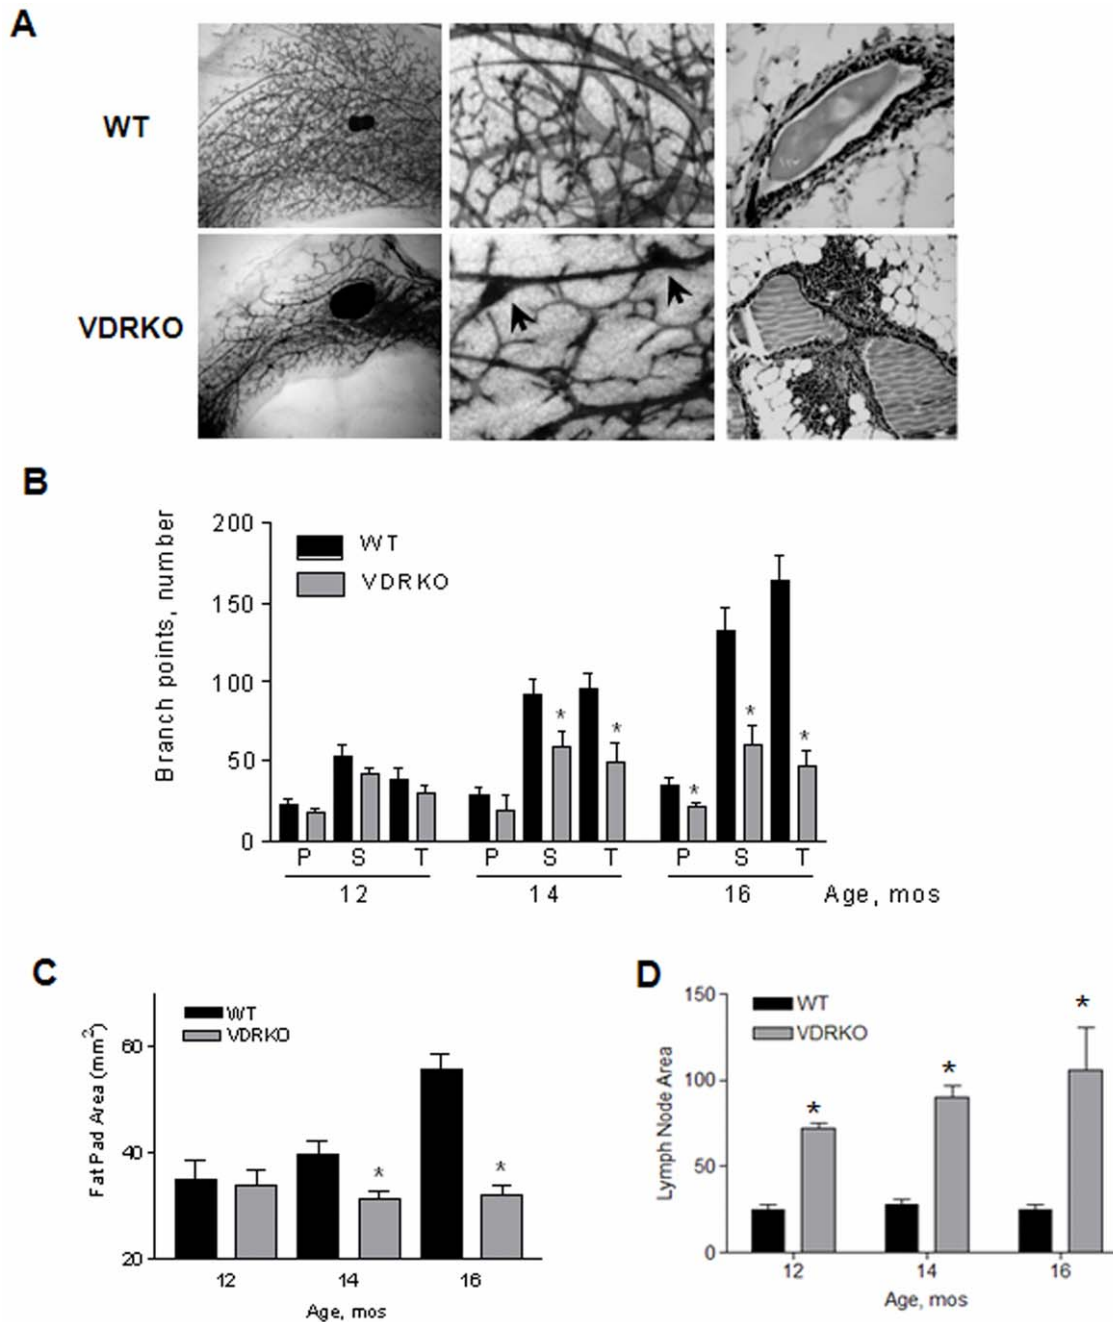 A
WT
VDRKO
B
Branch points, number
200
150
100
50
0
WT
VDRKO
*
*
*
*
*
P S T P S T P S T
12 14 16 Age, mos
C
Fat Pad Area (mm2)
60
40
20
WT
VDRKO
*
*
12 14 16
Age, mos
D
Lymph Node Area
150
100
50
0
WT
VDRKO
*
*
*
12 14 16
Age, mos